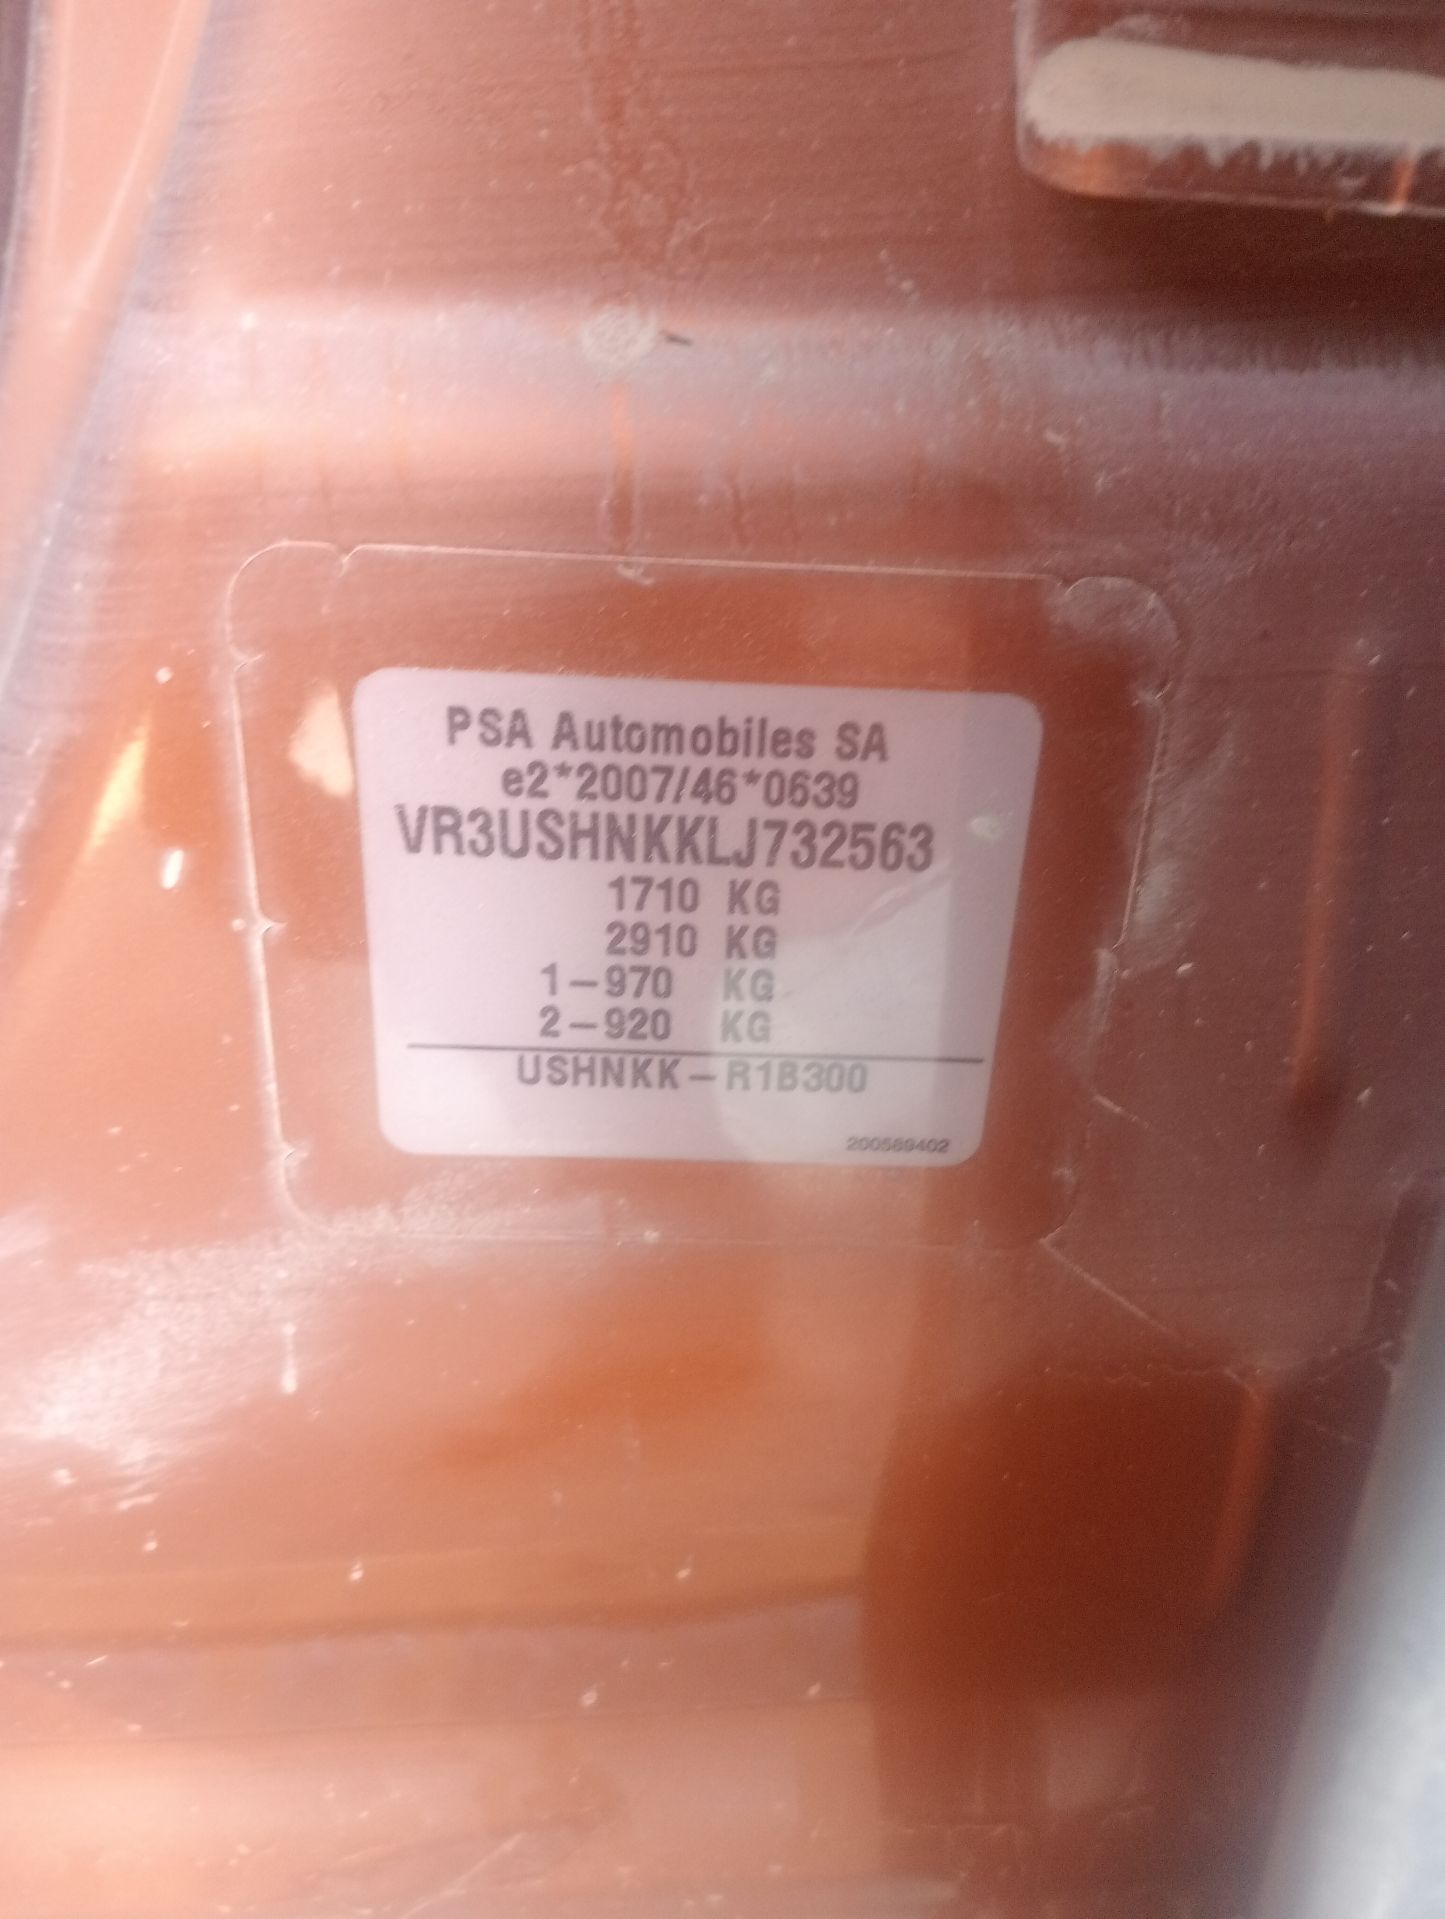 PSA Automobiles SA
e2*2007/46*0639
VR3USHNKKLJ732563
1710 KG
2910 KG
1-970 KG
2-920 KG
USHNKK-R1B300
200589402